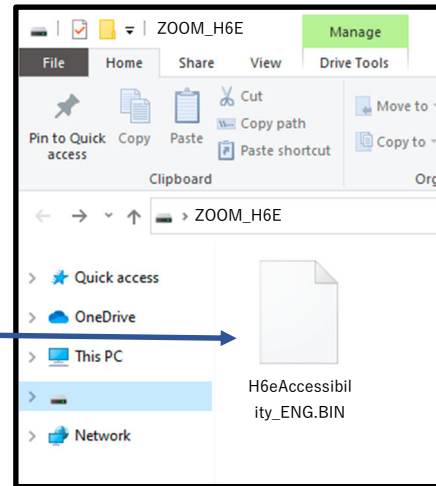 ZOOM_H6E
Manage
File Home Share View Drive Tools
Pin to Quick access
Copy
Paste
Cut
Copy path
Paste shortcut
Move to
Copy to
Clipboard
Org
> ZOOM_H6E
Quick access
OneDrive
This PC
Network
H6eAccessibil
ity_ENG.BIN